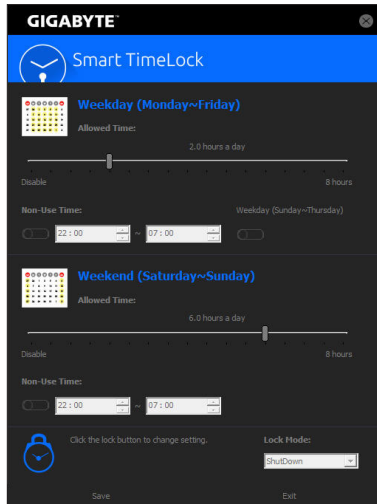 GIGABYTE™
Smart TimeLock
Weekday (Monday~Friday)
Allowed Time:
2.0 hours a day
Disable 8 hours
Non-Use Time: Weekday (Sunday~Thursday)
22 : 00 ~ 07 : 00
Weekend (Saturday~Sunday)
Allowed Time:
6.0 hours a day
Disable 8 hours
Non-Use Time:
22 : 00 ~ 07 : 00
Click the lock button to change setting. Lock Mode:
ShutDown
Save Exit